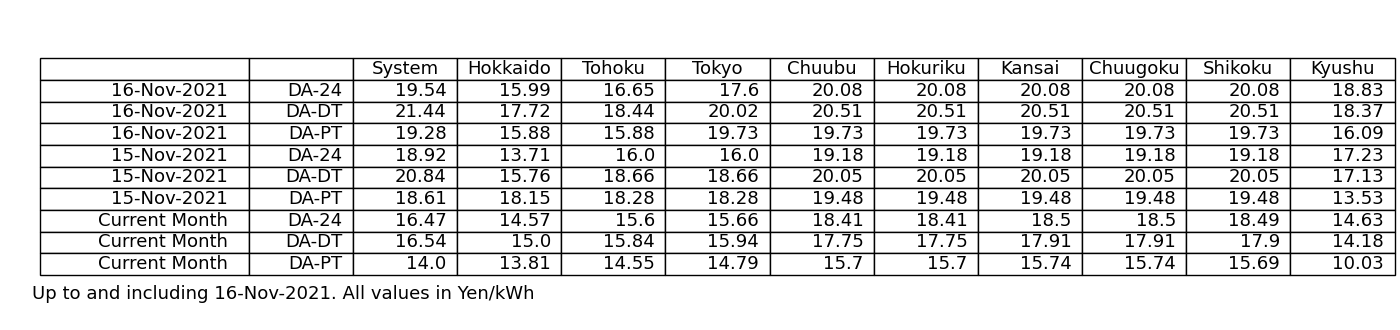 System Hokkaido Tohoku Tokyo Chuubu Hokuriku Kansai Chuugoku Shikoku Kyushu
16-Nov-2021 DA-24 19.54 15.99 16.65 17.6 20.08 20.08 20.08 20.08 20.08 18.83
16-Nov-2021 DA-DT 21.44 17.72 18.44 20.02 20.51 20.51 20.51 20.51 20.51 18.37
16-Nov-2021 DA-PT 19.28 15.88 15.88 19.73 19.73 19.73 19.73 19.73 19.73 16.09
15-Nov-2021 DA-24 18.92 13.71 16.0 16.0 19.18 19.18 19.18 19.18 19.18 17.23
15-Nov-2021 DA-DT 20.84 15.76 18.66 18.66 20.05 20.05 20.05 20.05 20.05 17.13
15-Nov-2021 DA-PT 18.61 18.15 18.28 18.28 19.48 19.48 19.48 19.48 19.48 13.53
Current Month DA-24 16.47 14.57 15.6 15.66 18.41 18.41 18.5 18.5 18.49 14.63
Current Month DA-DT 16.54 15.0 15.84 15.94 17.75 17.75 17.91 17.91 17.9 14.18
Current Month DA-PT 14.0 13.81 14.55 14.79 15.7 15.7 15.74 15.74 15.69 10.03
Up to and including 16-Nov-2021. All values in Yen/kWh